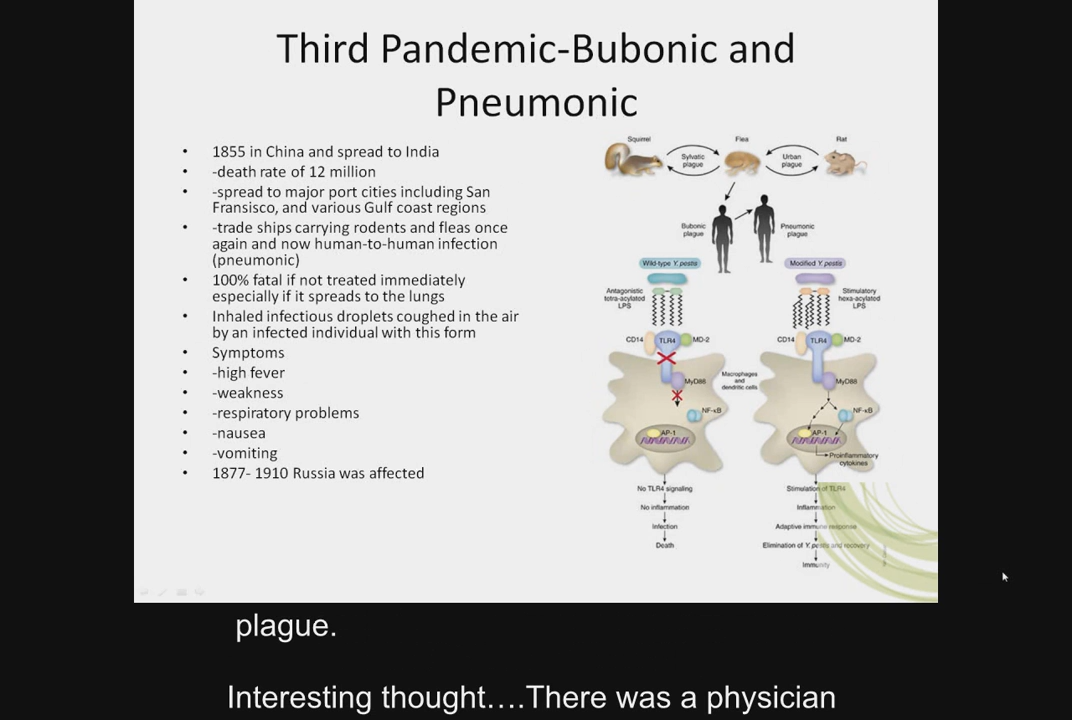 Third Pandemic-Bubonic and
Pneumonic
• 1855 in China and spread to India
• -death rate of 12 million
• -spread to major port cities including San
Fransisco, and various Gulf coast regions
• -trade ships carrying rodents and fleas once
again and now human-to-human infection
(pneumonic)
• 100% fatal if not treated immediately
especially if it spreads to the lungs
• Inhaled infectious droplets coughed in the air
by an infected individual with this form
• Symptoms
• -high fever
• -weakness
• -respiratory problems
• -nausea
• -vomiting
• 1877- 1910 Russia was affected
Squirrel
Flea
Rat
Sylvatic
plague
Urban
plague
Bubonic
plague
Pneumonic
plague
Wild-type Y. pestis
Modified Y. pestis
Antagonistic
tetra-acylated
LPS
Stimulatory
hexa-acylated
LPS
CD14
TLR4
MD-2
CD14
TLR4
MD-2
MyD88
Macrophages
and
dendritic cells
MyD88
NF-κB
NF-κB
AP-1
AP-1
Proinflammatory
cytokines
No TLR4 signaling
No inflammation
Infection
Death
Stimulation of TLR4
Inflammation
Adaptive immune response
Elimination of Y. pestis and recovery
Immunity
plague.
Interesting thought….There was a physician